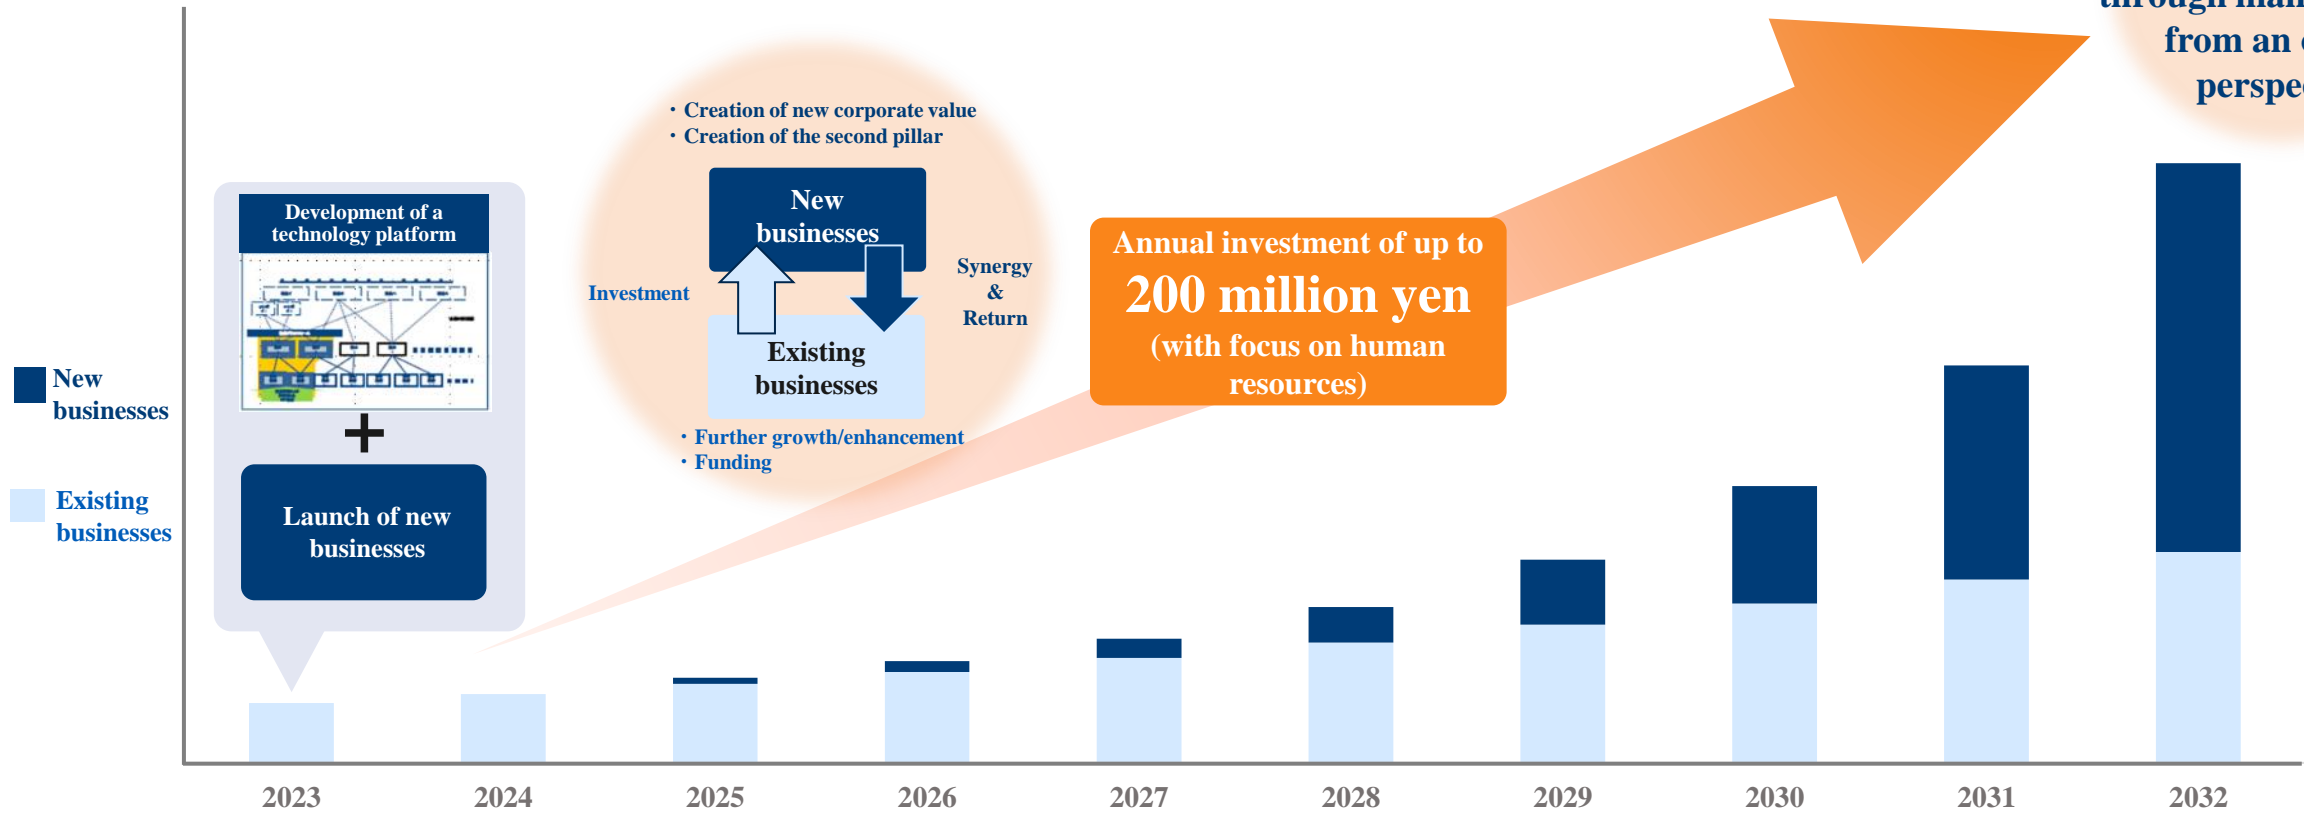 through
from an
・Creation of new corporate value
・Creation of the second pillar
New
businesses
Investment
Synergy
&
Return
Existing
businesses
・Further growth/enhancement
・Funding
Development of a
technology platform
+
Launch of new
businesses
Annual investment of up to
200 million yen
(with focus on human
resources)
New
businesses
Existing
businesses
2023
2024
2025
2026
2027
2028
2029
2030
2031
2032